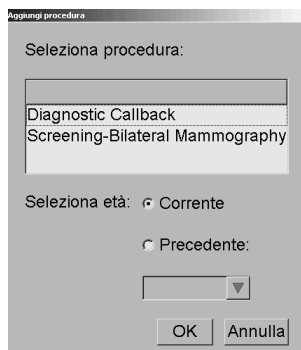 Aggiungi procedura
Seleziona procedura:
Diagnostic Callback
Screening-Bilateral Mammography
Seleziona età: Corrente
Precedente:
OK Annulla